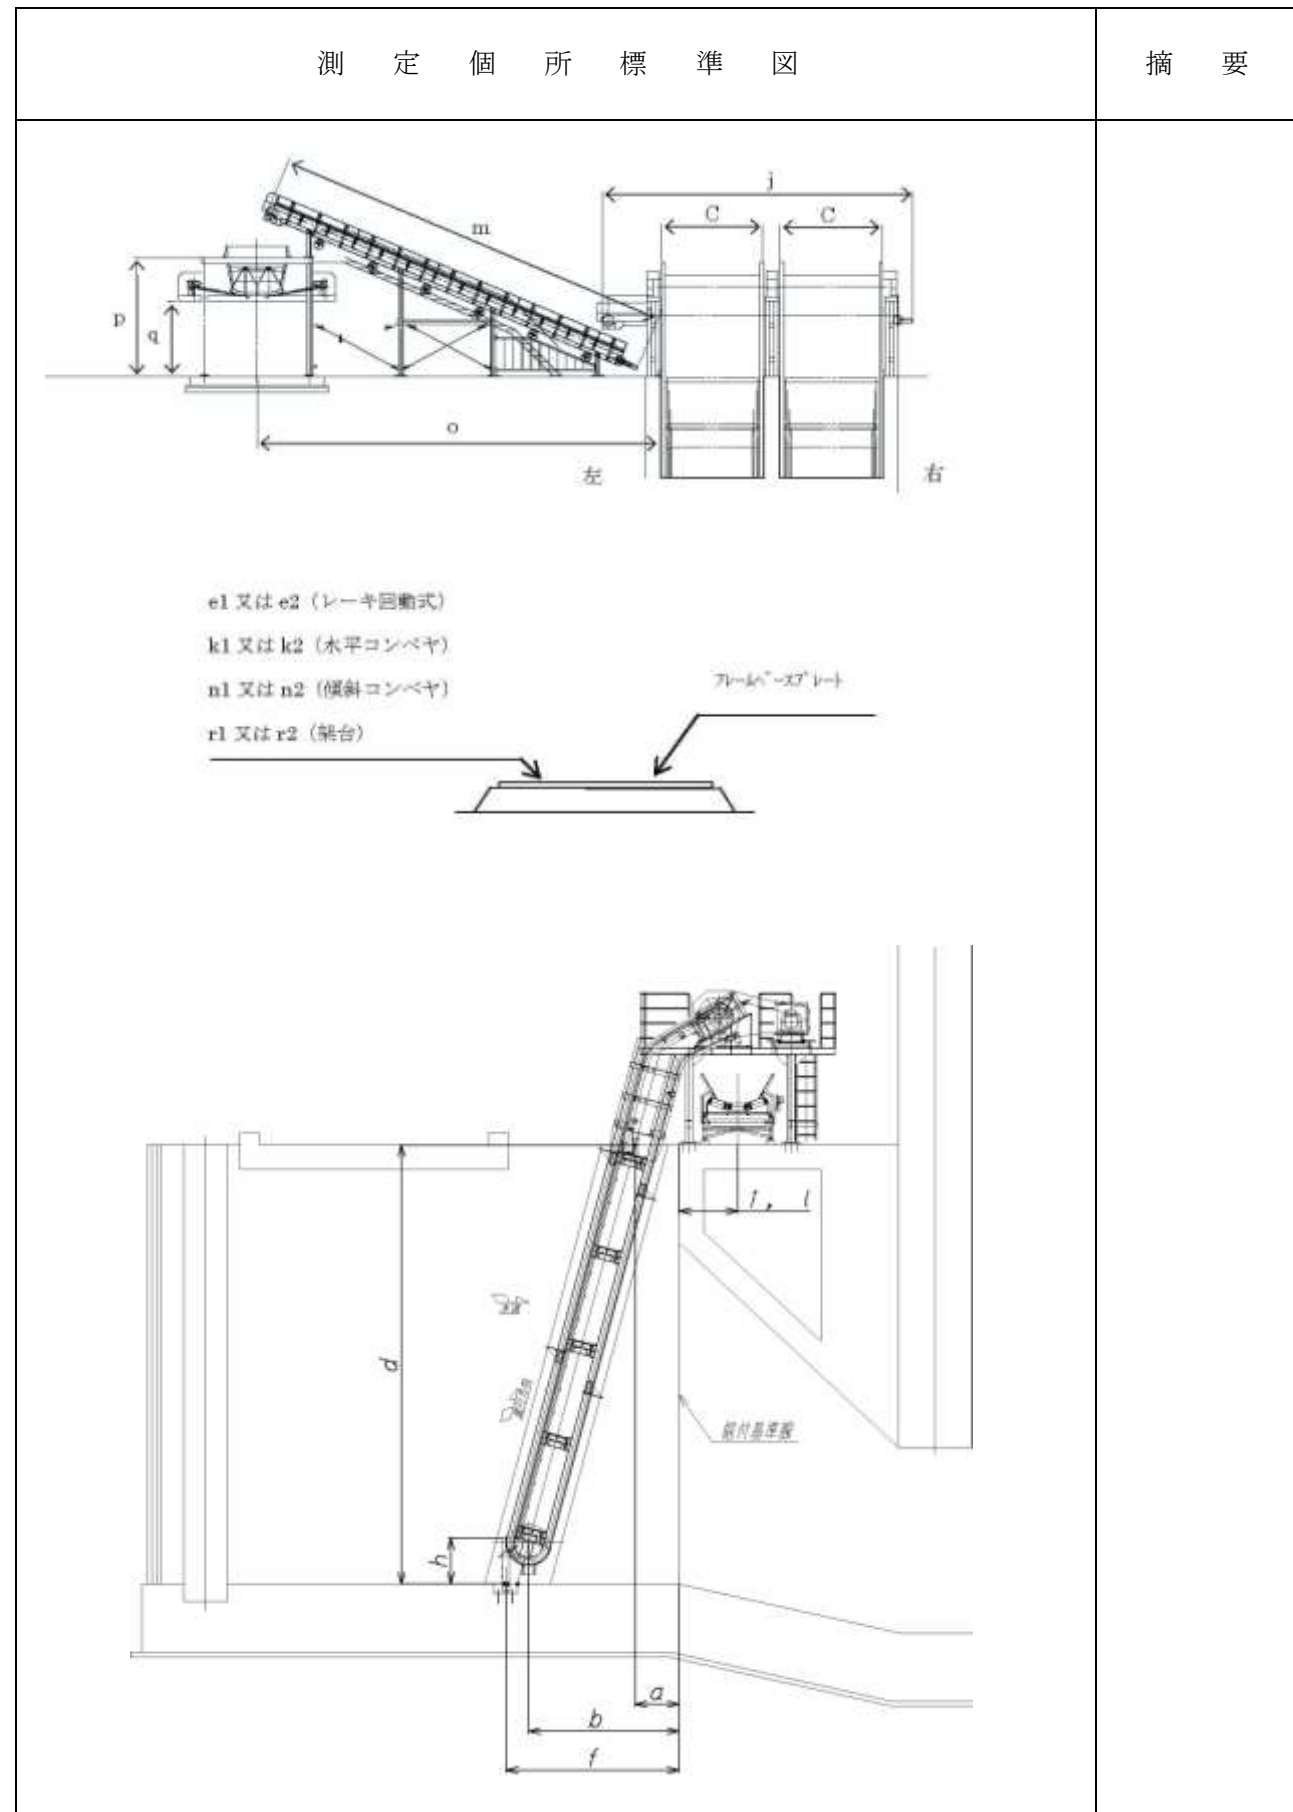 測定個所標準図
摘要
j
C
C
m
p
q
o
左
右
e1 又は e2（レーキ回動式）
k1 又は k2（水平コンベヤ）
n1 又は n2（傾斜コンベヤ）
r1 又は r2（架台）
フレームベースプレート
i, l
d
据付基準線
h
a
b
f